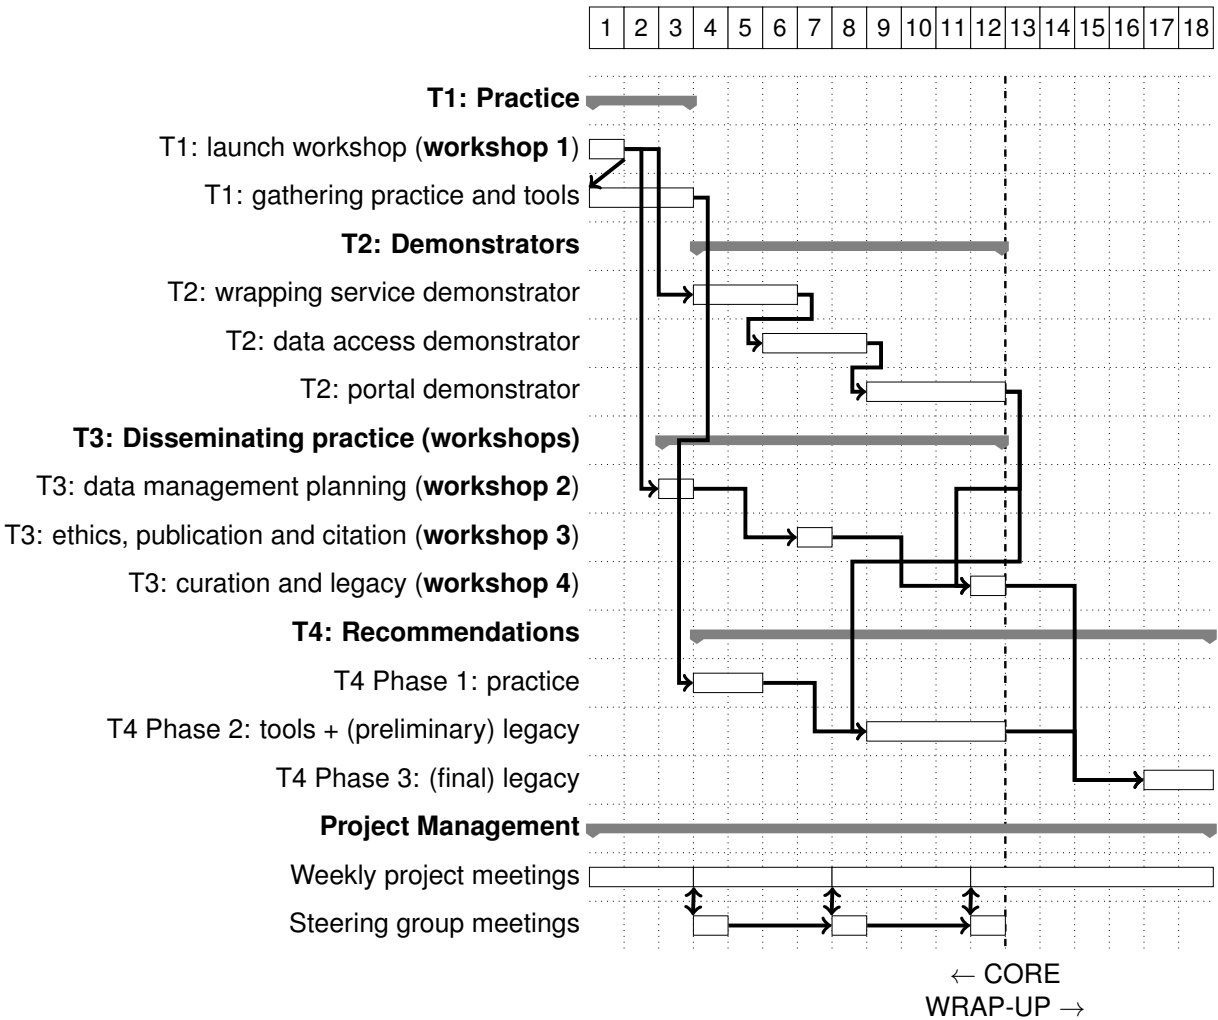 1 2 3 4 5 6 7 8 9 10 11 12 13 14 15 16 17 18
T1: Practice
T1: launch workshop (workshop 1)
T1: gathering practice and tools
T2: Demonstrators
T2: wrapping service demonstrator
T2: data access demonstrator
T2: portal demonstrator
T3: Disseminating practice (workshops)
T3: data management planning (workshop 2)
T3: ethics, publication and citation (workshop 3)
T3: curation and legacy (workshop 4)
T4: Recommendations
T4 Phase 1: practice
T4 Phase 2: tools + (preliminary) legacy
T4 Phase 3: (final) legacy
Project Management
Weekly project meetings
Steering group meetings
← CORE
WRAP-UP →